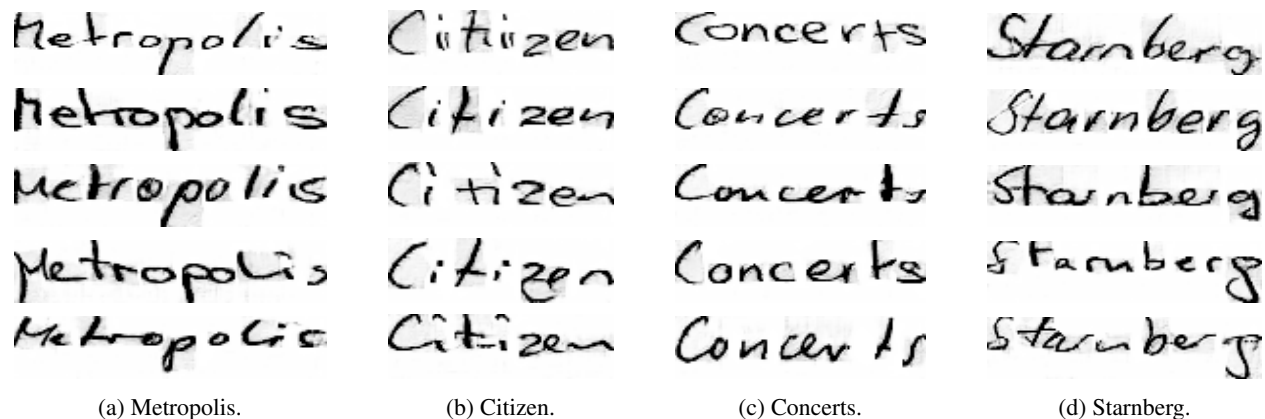 Metropolis Citiizen Concerts Starnberg
Metropolis Citizen Concerts Starnberg
Metropolis Citizen Concerts Starnberg
Metropolis Citizen Concerts Starnberg
Metropolis Citizen Concerts Starnberg
(a) Metropolis. (b) Citizen. (c) Concerts. (d) Starnberg.